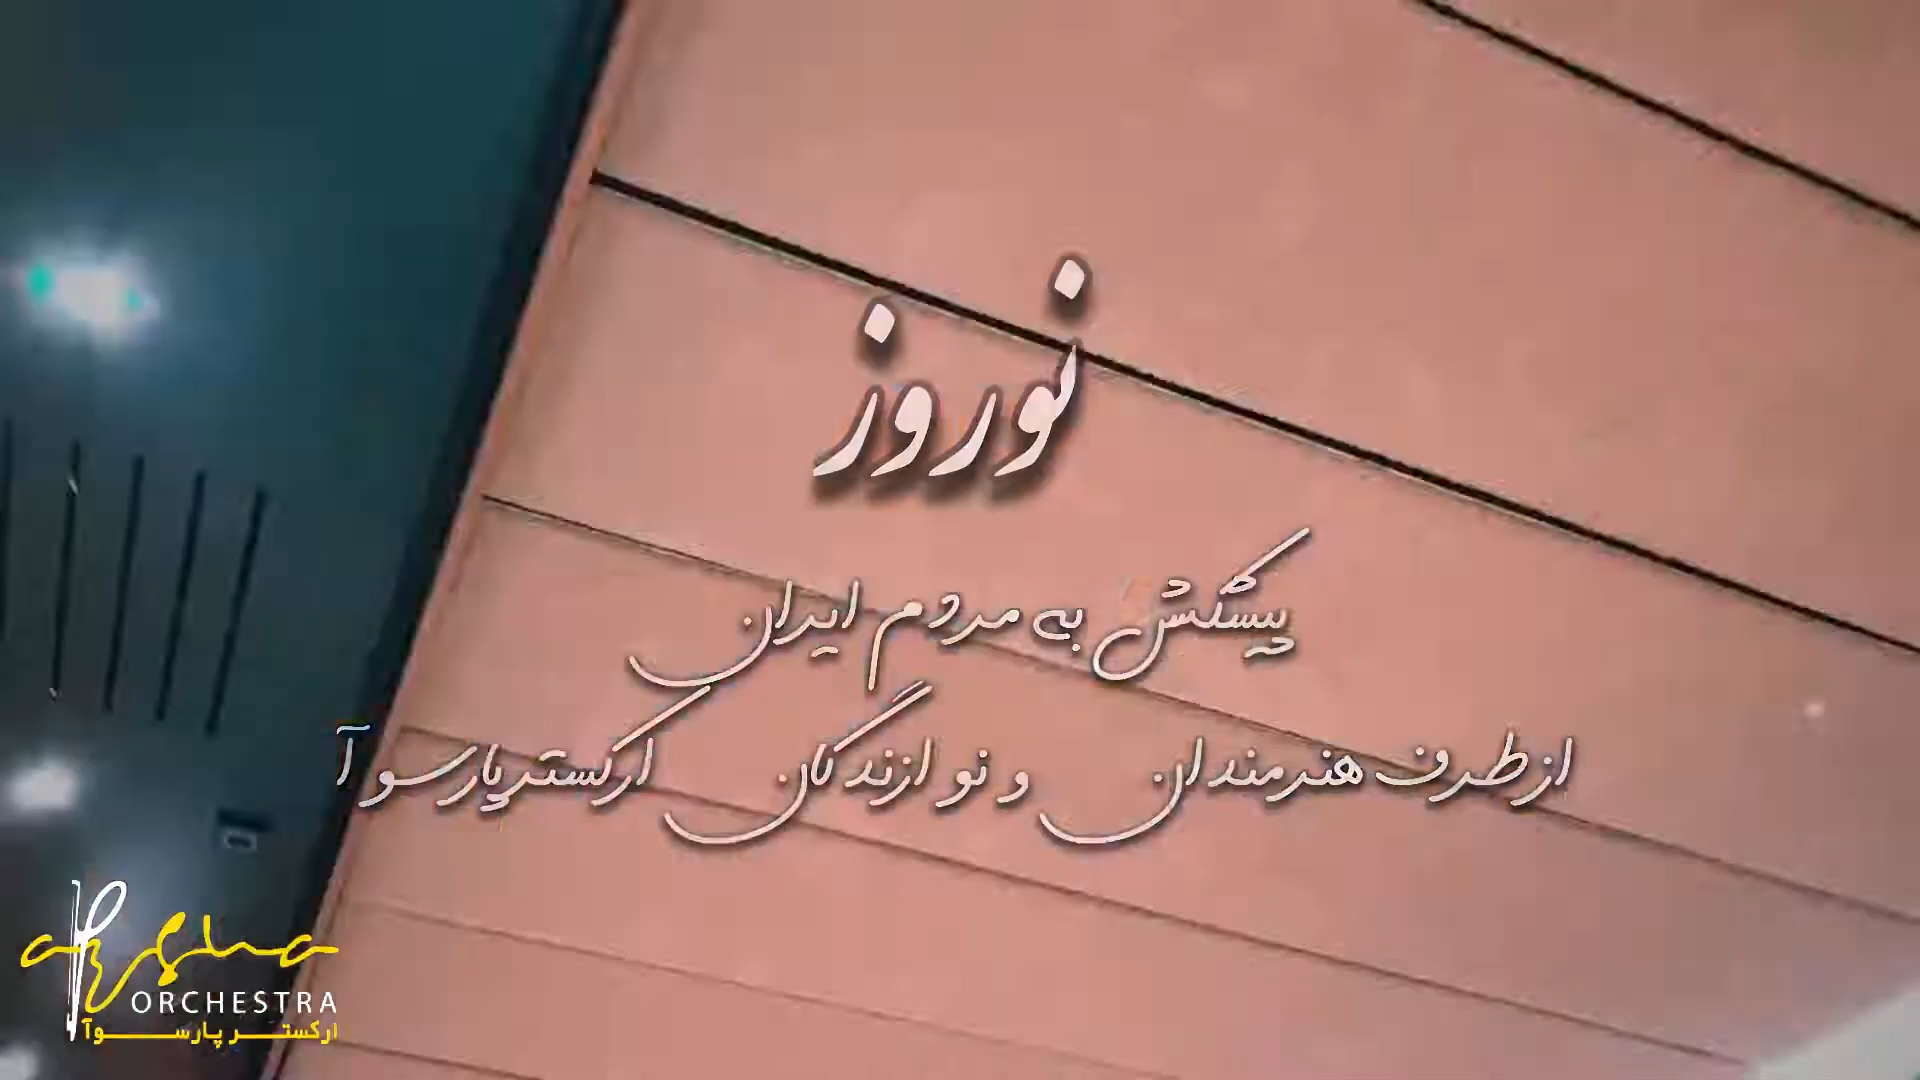 نوروز
پیشکش به مردم ایران
از طرف هنرمندان و نوازندگان ارکستر پارسوآ
ORCHESTRA
ارکستر پارسوآ